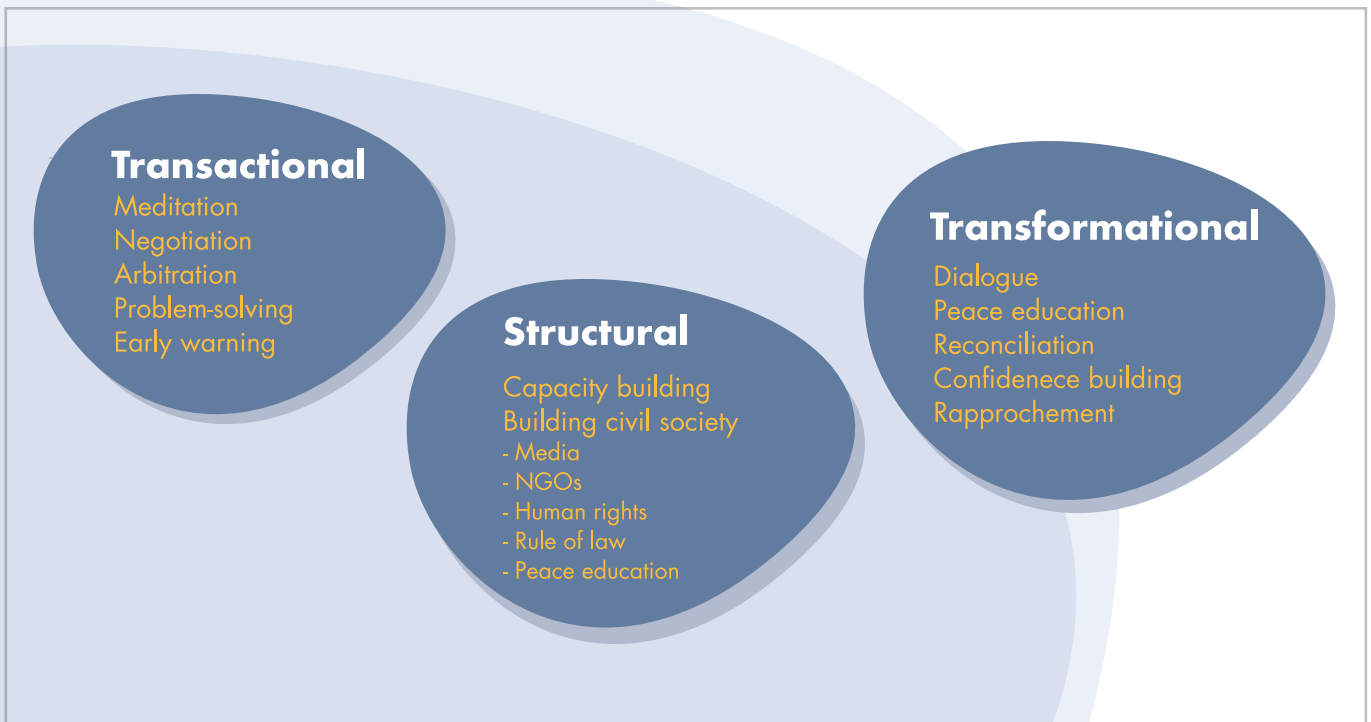 Transactional
Meditation
Negotiation
Arbitration
Problem-solving
Early warning
Structural
Capacity building
Building civil society
- Media
- NGOs
- Human rights
- Rule of law
- Peace education
Transformational
Dialogue
Peace education
Reconciliation
Confidenece building
Rapprochement